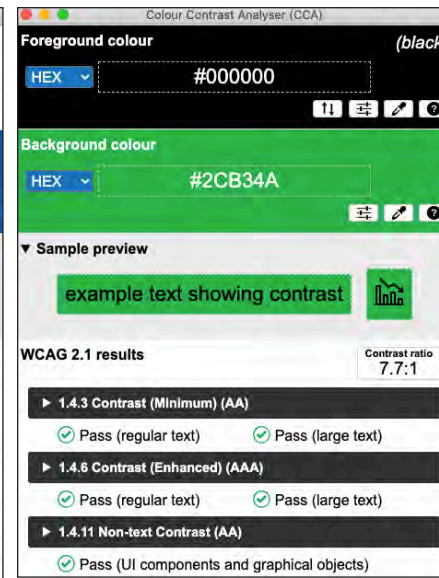 Colour Contrast Analyser (CCA)
Foreground colour (black
HEX #000000
Background colour
HEX #2CB34A
▼ Sample preview
example text showing contrast
WCAG 2.1 results
Contrast ratio
7.7:1
► 1.4.3 Contrast (Minimum) (AA)
Pass (regular text) Pass (large text)
► 1.4.6 Contrast (Enhanced) (AAA)
Pass (regular text) Pass (large text)
► 1.4.11 Non-text Contrast (AA)
Pass (UI components and graphical objects)